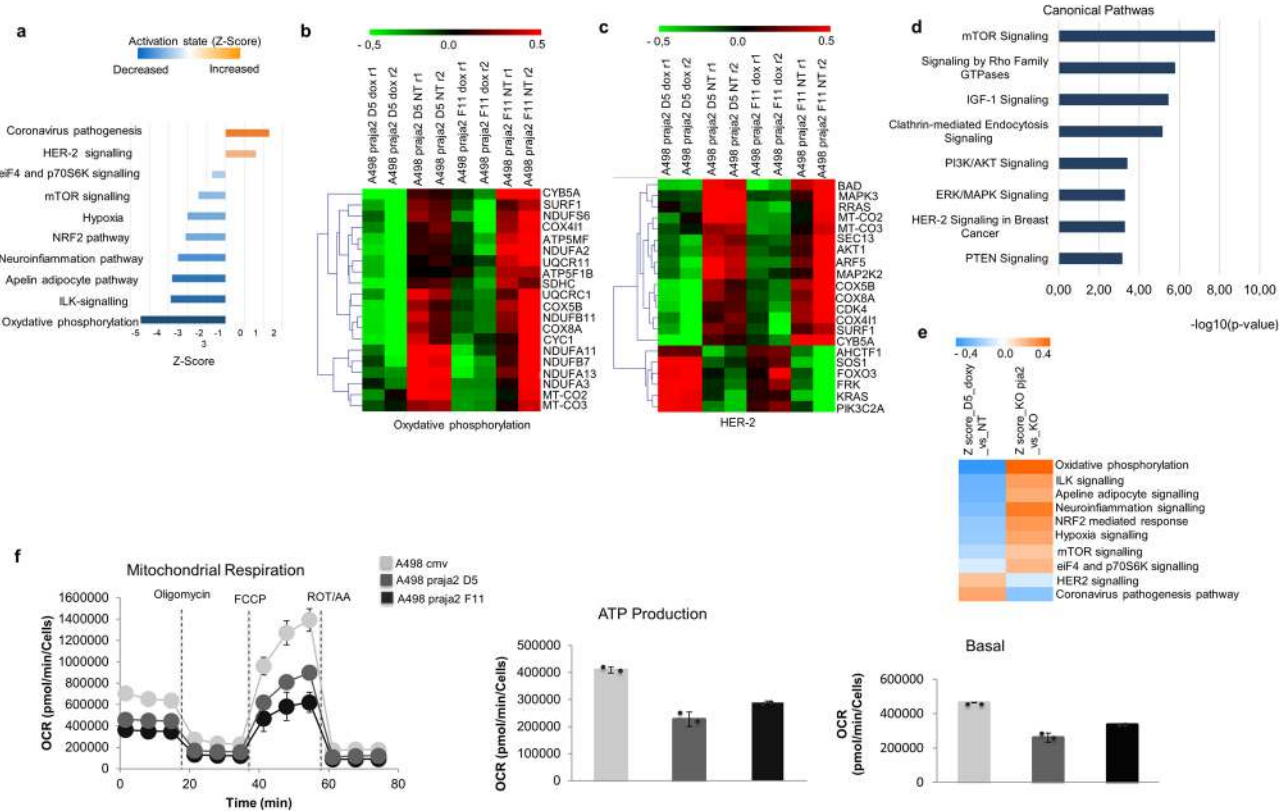 a
Activation state (Z-Score)
Decreased
Increased
Coronavirus pathogenesis
HER-2 signalling
eiF4 and p70S6K signalling
mTOR signalling
Hypoxia
NRF2 pathway
Neuroinflammation pathway
Apelin adipocyte pathway
ILK-signalling
Oxydative phosphorylation
-5 -4 -3 -2 -1 0 1 2
3
Z-Score
b
- 0,5 0.0 0.5
A498 praja2 D5 dox r1
A498 praja2 D5 dox r2
A498 praja2 D5 NT r1
A498 praja2 D5 NT r2
A498 praja2 F11 dox r1
A498 praja2 F11 dox r2
A498 praja2 F11 NT r1
A498 praja2 F11 NT r2
CYB5A
SURF1
NDUFS6
COX4I1
ATP5MF
NDUFA2
UQCR11
ATP5F1B
SDHC
UQCRC1
COX5B
NDUFB11
COX8A
CYC1
NDUFA11
NDUFB7
NDUFA13
NDUFA3
MT-CO2
MT-CO3
Oxydative phosphorylation
c
- 0,5 0.0 0.5
A498 praja2 D5 dox r1
A498 praja2 D5 dox r2
A498 praja2 D5 NT r1
A498 praja2 D5 NT r2
A498 praja2 F11 dox r1
A498 praja2 F11 dox r2
A498 praja2 F11 NT r1
A498 praja2 F11 NT r2
BAD
MAPK3
RRAS
MT-CO2
MT-CO3
SEC13
AKT1
ARF5
MAP2K2
COX5B
COX8A
CDK4
COX4I1
SURF1
CYB5A
AHCTF1
SOS1
FOXO3
FRK
KRAS
PIK3C2A
HER-2
d
Canonical Pathwas
mTOR Signaling
Signaling by Rho Family
GTPases
IGF-1 Signaling
Clathrin-mediated Endocytosis
Signaling
PI3K/AKT Signaling
ERK/MAPK Signaling
HER-2 Signaling in Breast
Cancer
PTEN Signaling
0,00 2,00 4,00 6,00 8,00 10,00
-log10(p-value)
e
- 0,4 0.0 0.4
Z score_D5_doxy
_vs_NT
Z score_KO pja2
_vs_KO
Oxidative phosphorylation
ILK signalling
Apeline adipocyte signalling
Neuroinfiammation signalling
NRF2 mediated response
Hypoxia signalling
mTOR signalling
eiF4 and p70S6K signalling
HER2 signalling
Coronavirus pathogenesis pathway
f
Mitochondrial Respiration
A498 cmv
A498 praja2 D5
A498 praja2 F11
Oligomycin
FCCP
ROT/AA
OCR (pmol/min/Cells)
1600000
1400000
1200000
1000000
800000
600000
400000
200000
0
0 20 40 60 80
Time (min)
ATP Production
OCR (pmol/min/Cells)
500000
400000
300000
200000
100000
0
Basal
OCR
(pmol/min/Cells)
600000
400000
200000
0